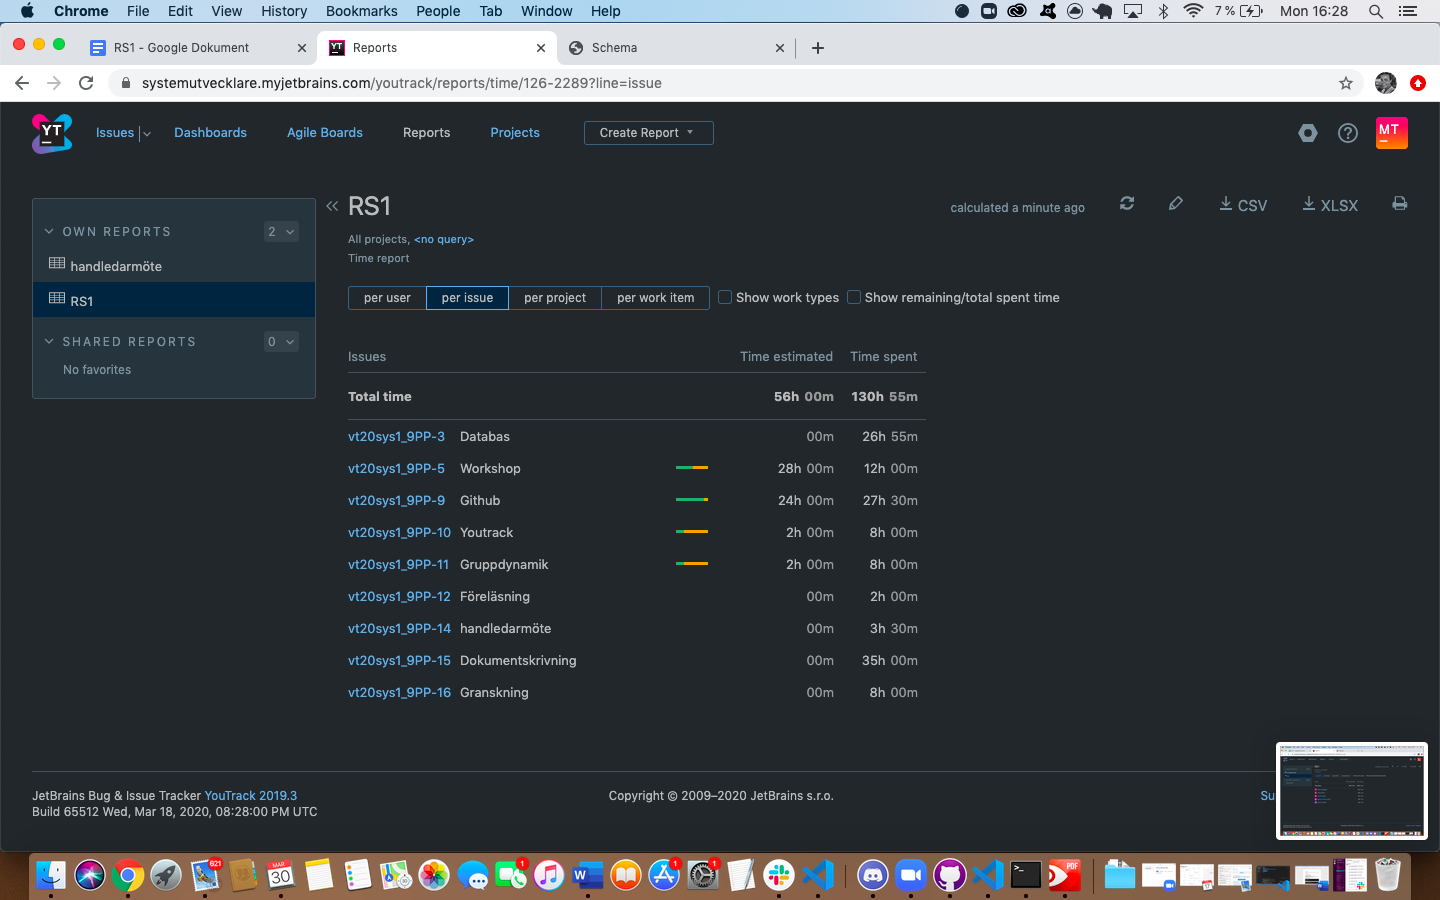 Chrome File Edit View History Bookmarks People Tab Window Help 7 % Mon 16:28
RS1 - Google Dokument Reports Schema
systemutvecklare.myjetbrains.com/youtrack/reports/time/126-2289?line=issue
YT Issues Dashboards Agile Boards Reports Projects Create Report MT
RS1 calculated a minute ago CSV XLSX
OWN REPORTS 2
handledarmöte
RS1
SHARED REPORTS 0
No favorites
All projects, <no query>
Time report
per user per issue per project per work item Show work types Show remaining/total spent time
Issues Time estimated Time spent
Total time 56h 00m 130h 55m
vt20sys1_9PP-3 Databas 00m 26h 55m
vt20sys1_9PP-5 Workshop 28h 00m 12h 00m
vt20sys1_9PP-9 Github 24h 00m 27h 30m
vt20sys1_9PP-10 Youtrack 2h 00m 8h 00m
vt20sys1_9PP-11 Gruppdynamik 2h 00m 8h 00m
vt20sys1_9PP-12 Föreläsning 00m 2h 00m
vt20sys1_9PP-14 handledarmöte 00m 3h 30m
vt20sys1_9PP-15 Dokumentskrivning 00m 35h 00m
vt20sys1_9PP-16 Granskning 00m 8h 00m
JetBrains Bug & Issue Tracker YouTrack 2019.3 Copyright © 2009–2020 JetBrains s.r.o. Su
Build 65512 Wed, Mar 18, 2020, 08:28:00 PM UTC
621 MAR 30 1 W 1 1 PDF